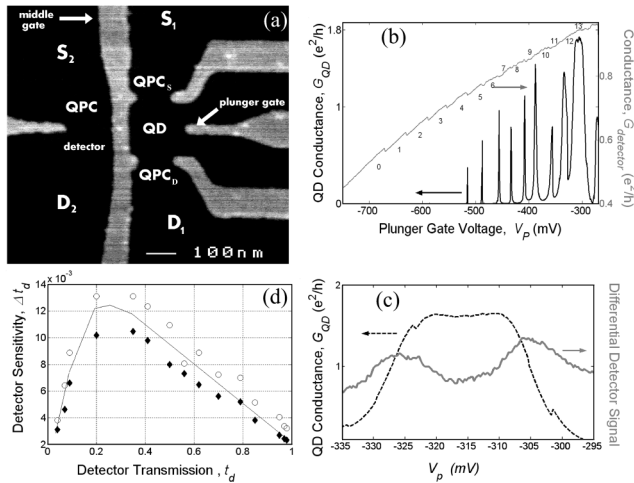 middle
gate
(a)
S1
S2
QPCS
QPC
QD
plunger gate
detector
QPCD
D2
D1
100nm
(b)
QD Conductance, GQD (e²/h)
1.8
1
0
0 1 2 3 4 5 6 7 8 9 10 11 12 13
0.8
0.6
0.4
Conductance, Gdetector (e²/h)
-700 -600 -500 -400 -300
Plunger Gate Voltage, VP (mV)
(d)
x 10-3
Detector Sensitivity, Δtd
14
12
10
8
6
4
2
0 0.2 0.4 0.6 0.8 1
Detector Transmission, td
(c)
QD Conductance, GQD (e²/h)
2
1
0
Differential Detector
Signal
-335 -325 -320 -315 -310 -305 -300 -295
Vp (mV)